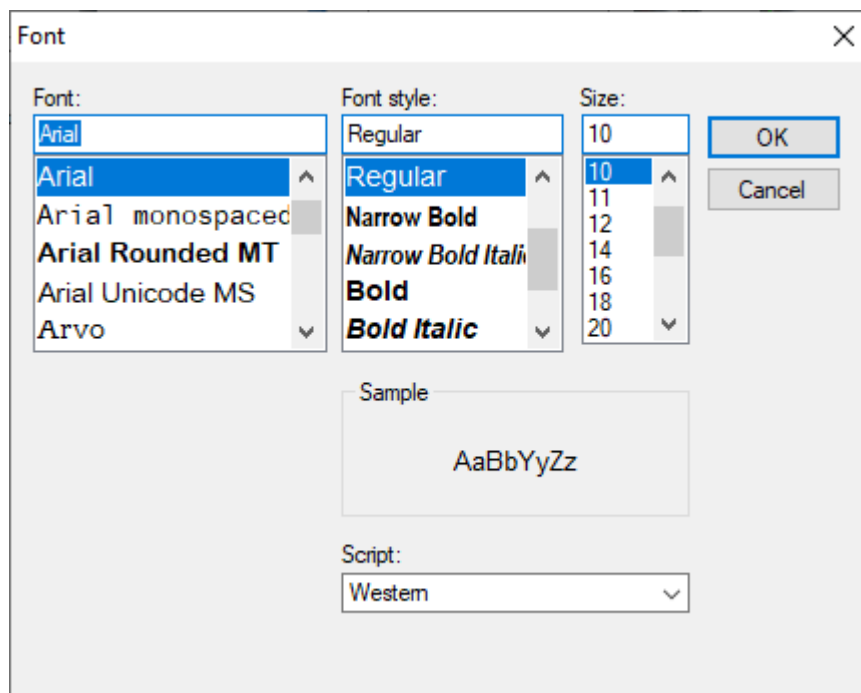 Font
Font:
Arial
Arial
Arial monospaced
Arial Rounded MT
Arial Unicode MS
Arvo
Font style:
Regular
Regular
Narrow Bold
Narrow Bold Itali
Bold
Bold Italic
Size:
10
10
11
12
14
16
18
20
OK
Cancel
Sample
AaBbYyZz
Script:
Western